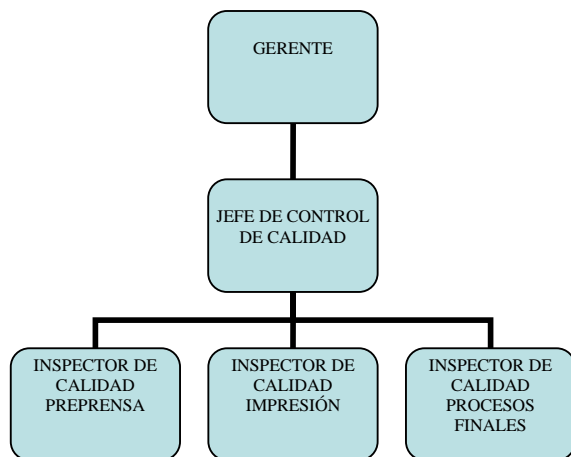 GERENTE
JEFE DE CONTROL
DE CALIDAD
INSPECTOR DE
CALIDAD
PREPRENSA
INSPECTOR DE
CALIDAD
IMPRESIÓN
INSPECTOR DE
CALIDAD
PROCESOS
FINALES